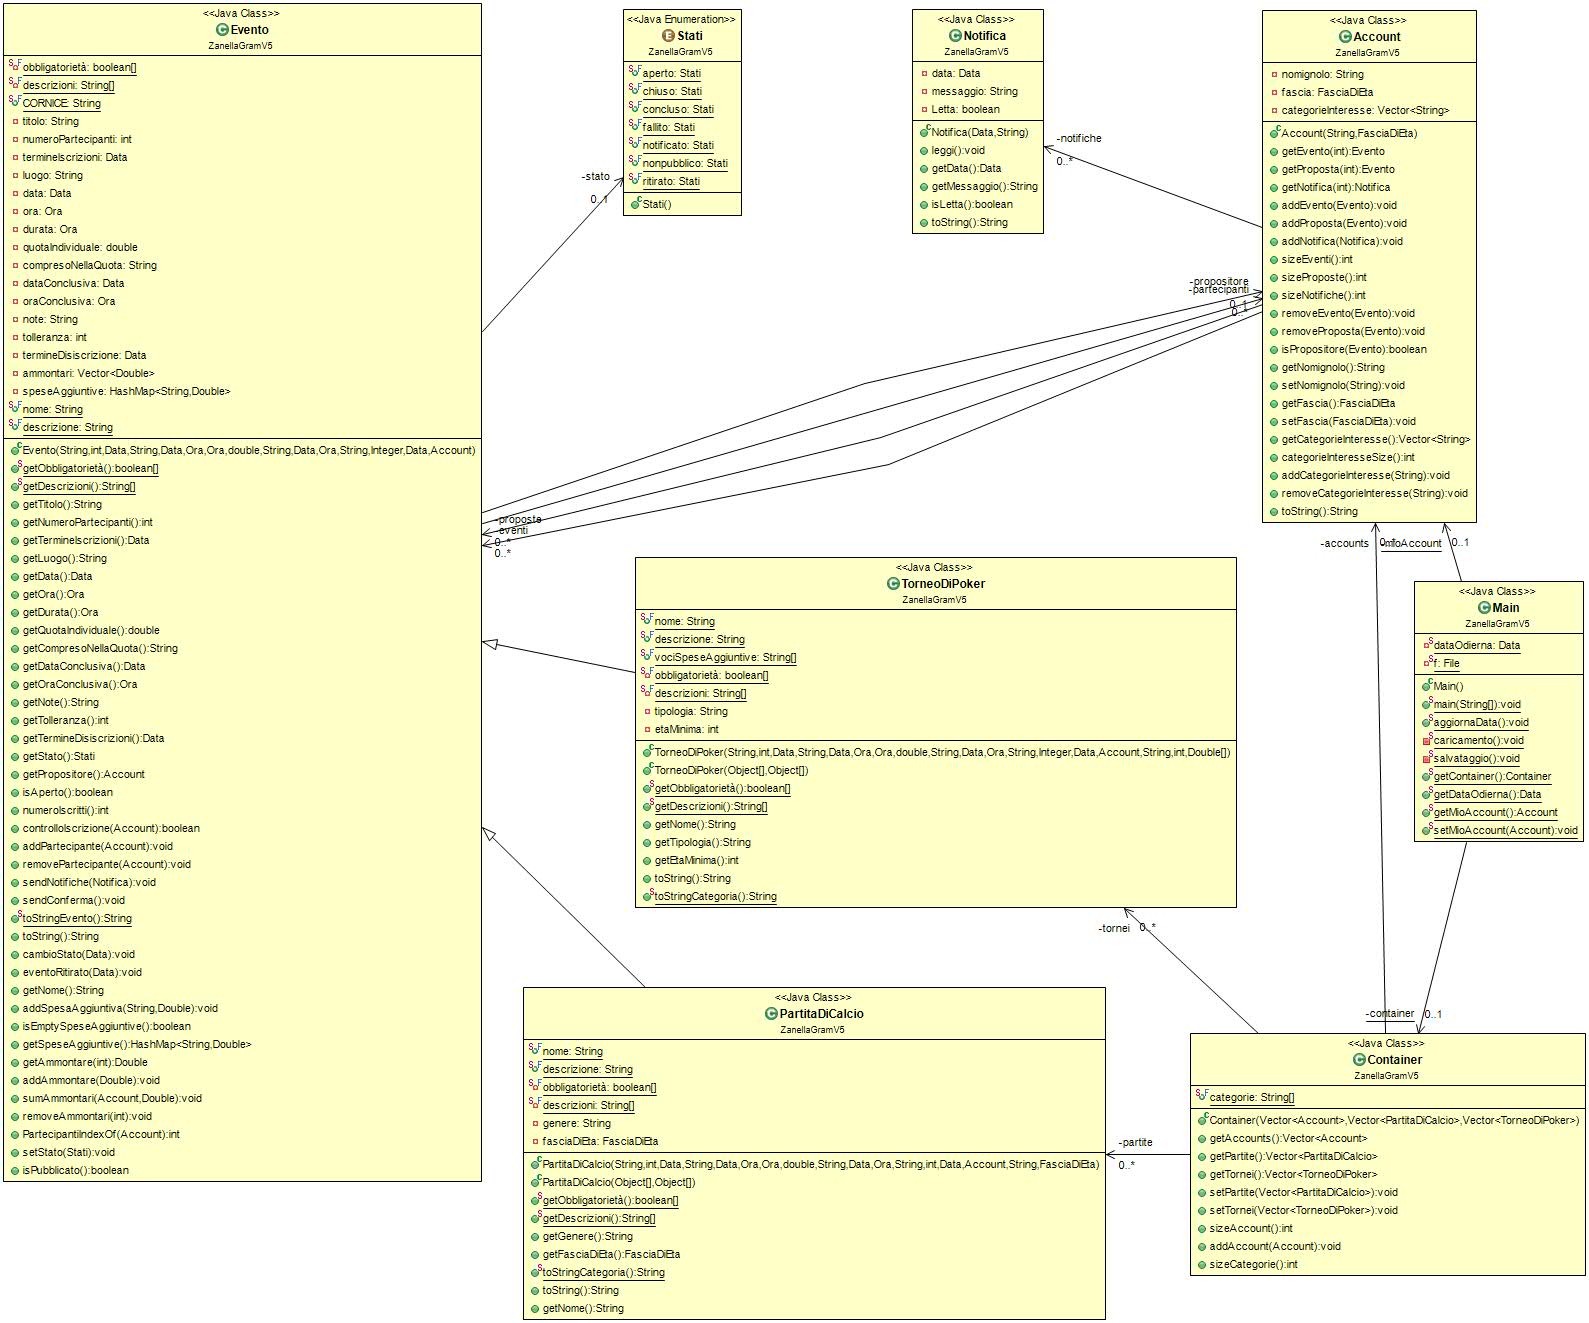 <<Java Class>>
Evento
ZanellaGramV5
obbligatorietà: boolean[]
descrizioni: String[]
CORNICE: String
titolo: String
numeroPartecipanti: int
termineIscrizioni: Data
luogo: String
data: Data
ora: Ora
durata: Ora
quotaIndividuale: double
compresoNellaQuota: String
dataConclusiva: Data
oraConclusiva: Ora
note: String
tolleranza: int
termineDisiscrizione: Data
ammontari: Vector<Double>
speseAggiuntive: HashMap<String,Double>
nome: String
descrizione: String
Evento(String,int,Data,String,Data,Ora,Ora,double,String,Data,Ora,String,Integer,Data,Account)
getObbligatorietà():boolean[]
getDescrizioni():String[]
getTitolo():String
getNumeroPartecipanti():int
getTermineIscrizioni():Data
getLuogo():String
getData():Data
getOra():Ora
getDurata():Ora
getQuotaIndividuale():double
getCompresoNellaQuota():String
getDataConclusiva():Data
getOraConclusiva():Ora
getNote():String
getTolleranza():int
getTermineDisiscrizioni():Data
getStato():Stati
getPropositore():Account
isAperto():boolean
numeroIscritti():int
controlloIscrizione(Account):boolean
addPartecipante(Account):void
removePartecipante(Account):void
sendNotifiche(Notifica):void
sendConferma():void
toStringEvento():String
toString():String
cambioStato(Data):void
eventoRitirato(Data):void
getNome():String
addSpesaAggiuntiva(String,Double):void
isEmptySpeseAggiuntive():boolean
getSpeseAggiuntive():HashMap<String,Double>
getAmmontare(int):Double
addAmmontare(Double):void
sumAmmontari(Account,Double):void
removeAmmontari(int):void
PartecipantiIndexOf(Account):int
setStato(Stati):void
isPubblicato():boolean
<<Java Enumeration>>
Stati
ZanellaGramV5
aperto: Stati
chiuso: Stati
concluso: Stati
fallito: Stati
notificato: Stati
nonpubblico: Stati
ritirato: Stati
Stati()
-stato
0..1
<<Java Class>>
Notifica
ZanellaGramV5
data: Data
messaggio: String
Letta: boolean
Notifica(Data,String)
leggi():void
getData():Data
getMessaggio():String
isLetta():boolean
toString():String
-notifiche
0..*
<<Java Class>>
Account
ZanellaGramV5
nomignolo: String
fascia: FasciaDiEta
categorieInteresse: Vector<String>
Account(String,FasciaDiEta)
getEvento(int):Evento
getProposta(int):Evento
getNotifica(int):Notifica
addEvento(Evento):void
addProposta(Evento):void
addNotifica(Notifica):void
sizeEventi():int
sizeProposte():int
sizeNotifiche():int
removeEvento(Evento):void
removeProposta(Evento):void
isPropositore(Evento):boolean
getNomignolo():String
setNomignolo(String):void
getFascia():FasciaDiEta
setFascia(FasciaDiEta):void
getCategorieInteresse():Vector<String>
categorieInteresseSize():int
addCategorieInteresse(String):void
removeCategorieInteresse(String):void
toString():String
-propositore
-partecipanti
0..1
0..*
-proposte
-eventi
0..*
0..*
-accounts
-mioAccount
0..1
<<Java Class>>
TorneoDiPoker
ZanellaGramV5
nome: String
descrizione: String
vociSpeseAggiuntive: String[]
obbligatorietà: boolean[]
descrizioni: String[]
tipologia: String
etaMinima: int
TorneoDiPoker(String,int,Data,String,Data,Ora,Ora,double,String,Data,Ora,String,Integer,Data,Account,String,int,Double[])
TorneoDiPoker(Object[],Object[])
getObbligatorietà():boolean[]
getDescrizioni():String[]
getNome():String
getTipologia():String
getEtaMinima():int
toString():String
toStringCategoria():String
<<Java Class>>
Main
ZanellaGramV5
dataOdierna: Data
f: File
Main()
main(String[]):void
aggiornaData():void
caricamento():void
salvataggio():void
getContainer():Container
getDataOdierna():Data
getMioAccount():Account
setMioAccount(Account):void
-tornei
0..*
<<Java Class>>
PartitaDiCalcio
ZanellaGramV5
nome: String
descrizione: String
obbligatorietà: boolean[]
descrizioni: String[]
genere: String
fasciaDiEta: FasciaDiEta
PartitaDiCalcio(String,int,Data,String,Data,Ora,Ora,double,String,Data,Ora,String,int,Data,Account,String,FasciaDiEta)
PartitaDiCalcio(Object[],Object[])
getObbligatorietà():boolean[]
getDescrizioni():String[]
getGenere():String
getFasciaDiEta():FasciaDiEta
toStringCategoria():String
toString():String
getNome():String
-partite
0..*
-container
0..1
<<Java Class>>
Container
ZanellaGramV5
categorie: String[]
Container(Vector<Account>,Vector<PartitaDiCalcio>,Vector<TorneoDiPoker>)
getAccounts():Vector<Account>
getPartite():Vector<PartitaDiCalcio>
getTornei():Vector<TorneoDiPoker>
setPartite(Vector<PartitaDiCalcio>):void
setTornei(Vector<TorneoDiPoker>):void
sizeAccount():int
addAccount(Account):void
sizeCategorie():int